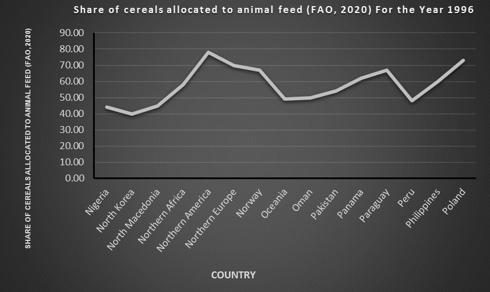 Share of cereals allocated to animal feed (FAO, 2020) For the Year 1996
SHARE OF CEREALS ALLOCATED TO ANIMAL FEED (FAO, 2020)
90.00
80.00
70.00
60.00
50.00
40.00
30.00
20.00
10.00
0.00
Nigeria
North Korea
North Macedonia
Northern Africa
Northern America
Northern Europe
Norway
Oceania
Oman
Pakistan
Panama
Paraguay
Peru
Philippines
Poland
COUNTRY